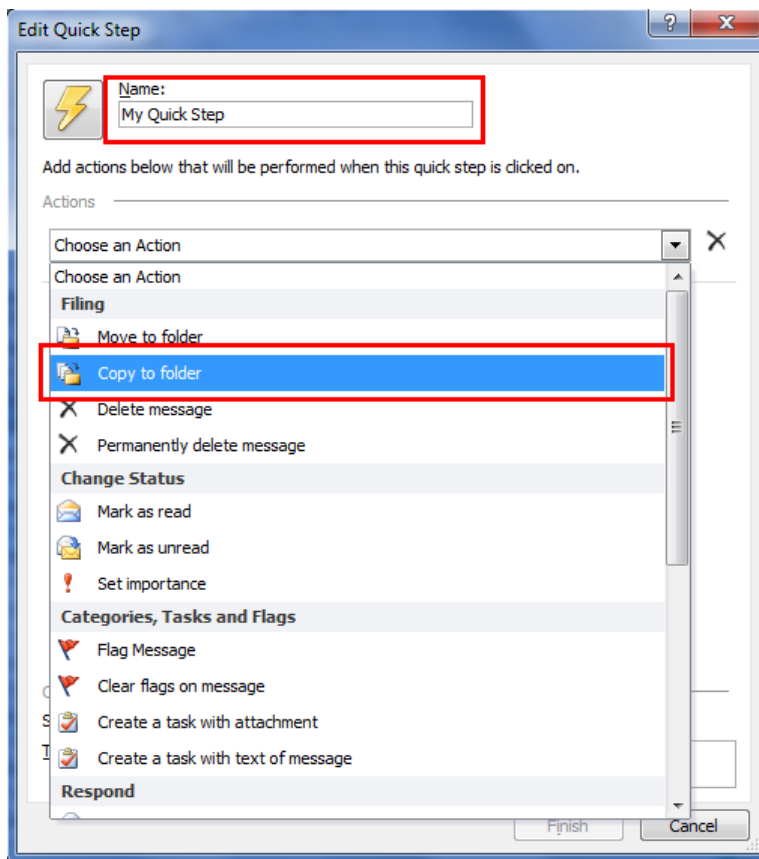 Edit Quick Step
Name:
My Quick Step
Add actions below that will be performed when this quick step is clicked on.
Actions
Choose an Action
Choose an Action
Filing
Move to folder
Copy to folder
Delete message
Permanently delete message
Change Status
Mark as read
Mark as unread
Set importance
Categories, Tasks and Flags
Flag Message
Clear flags on message
Create a task with attachment
Create a task with text of message
Respond
Finish Cancel